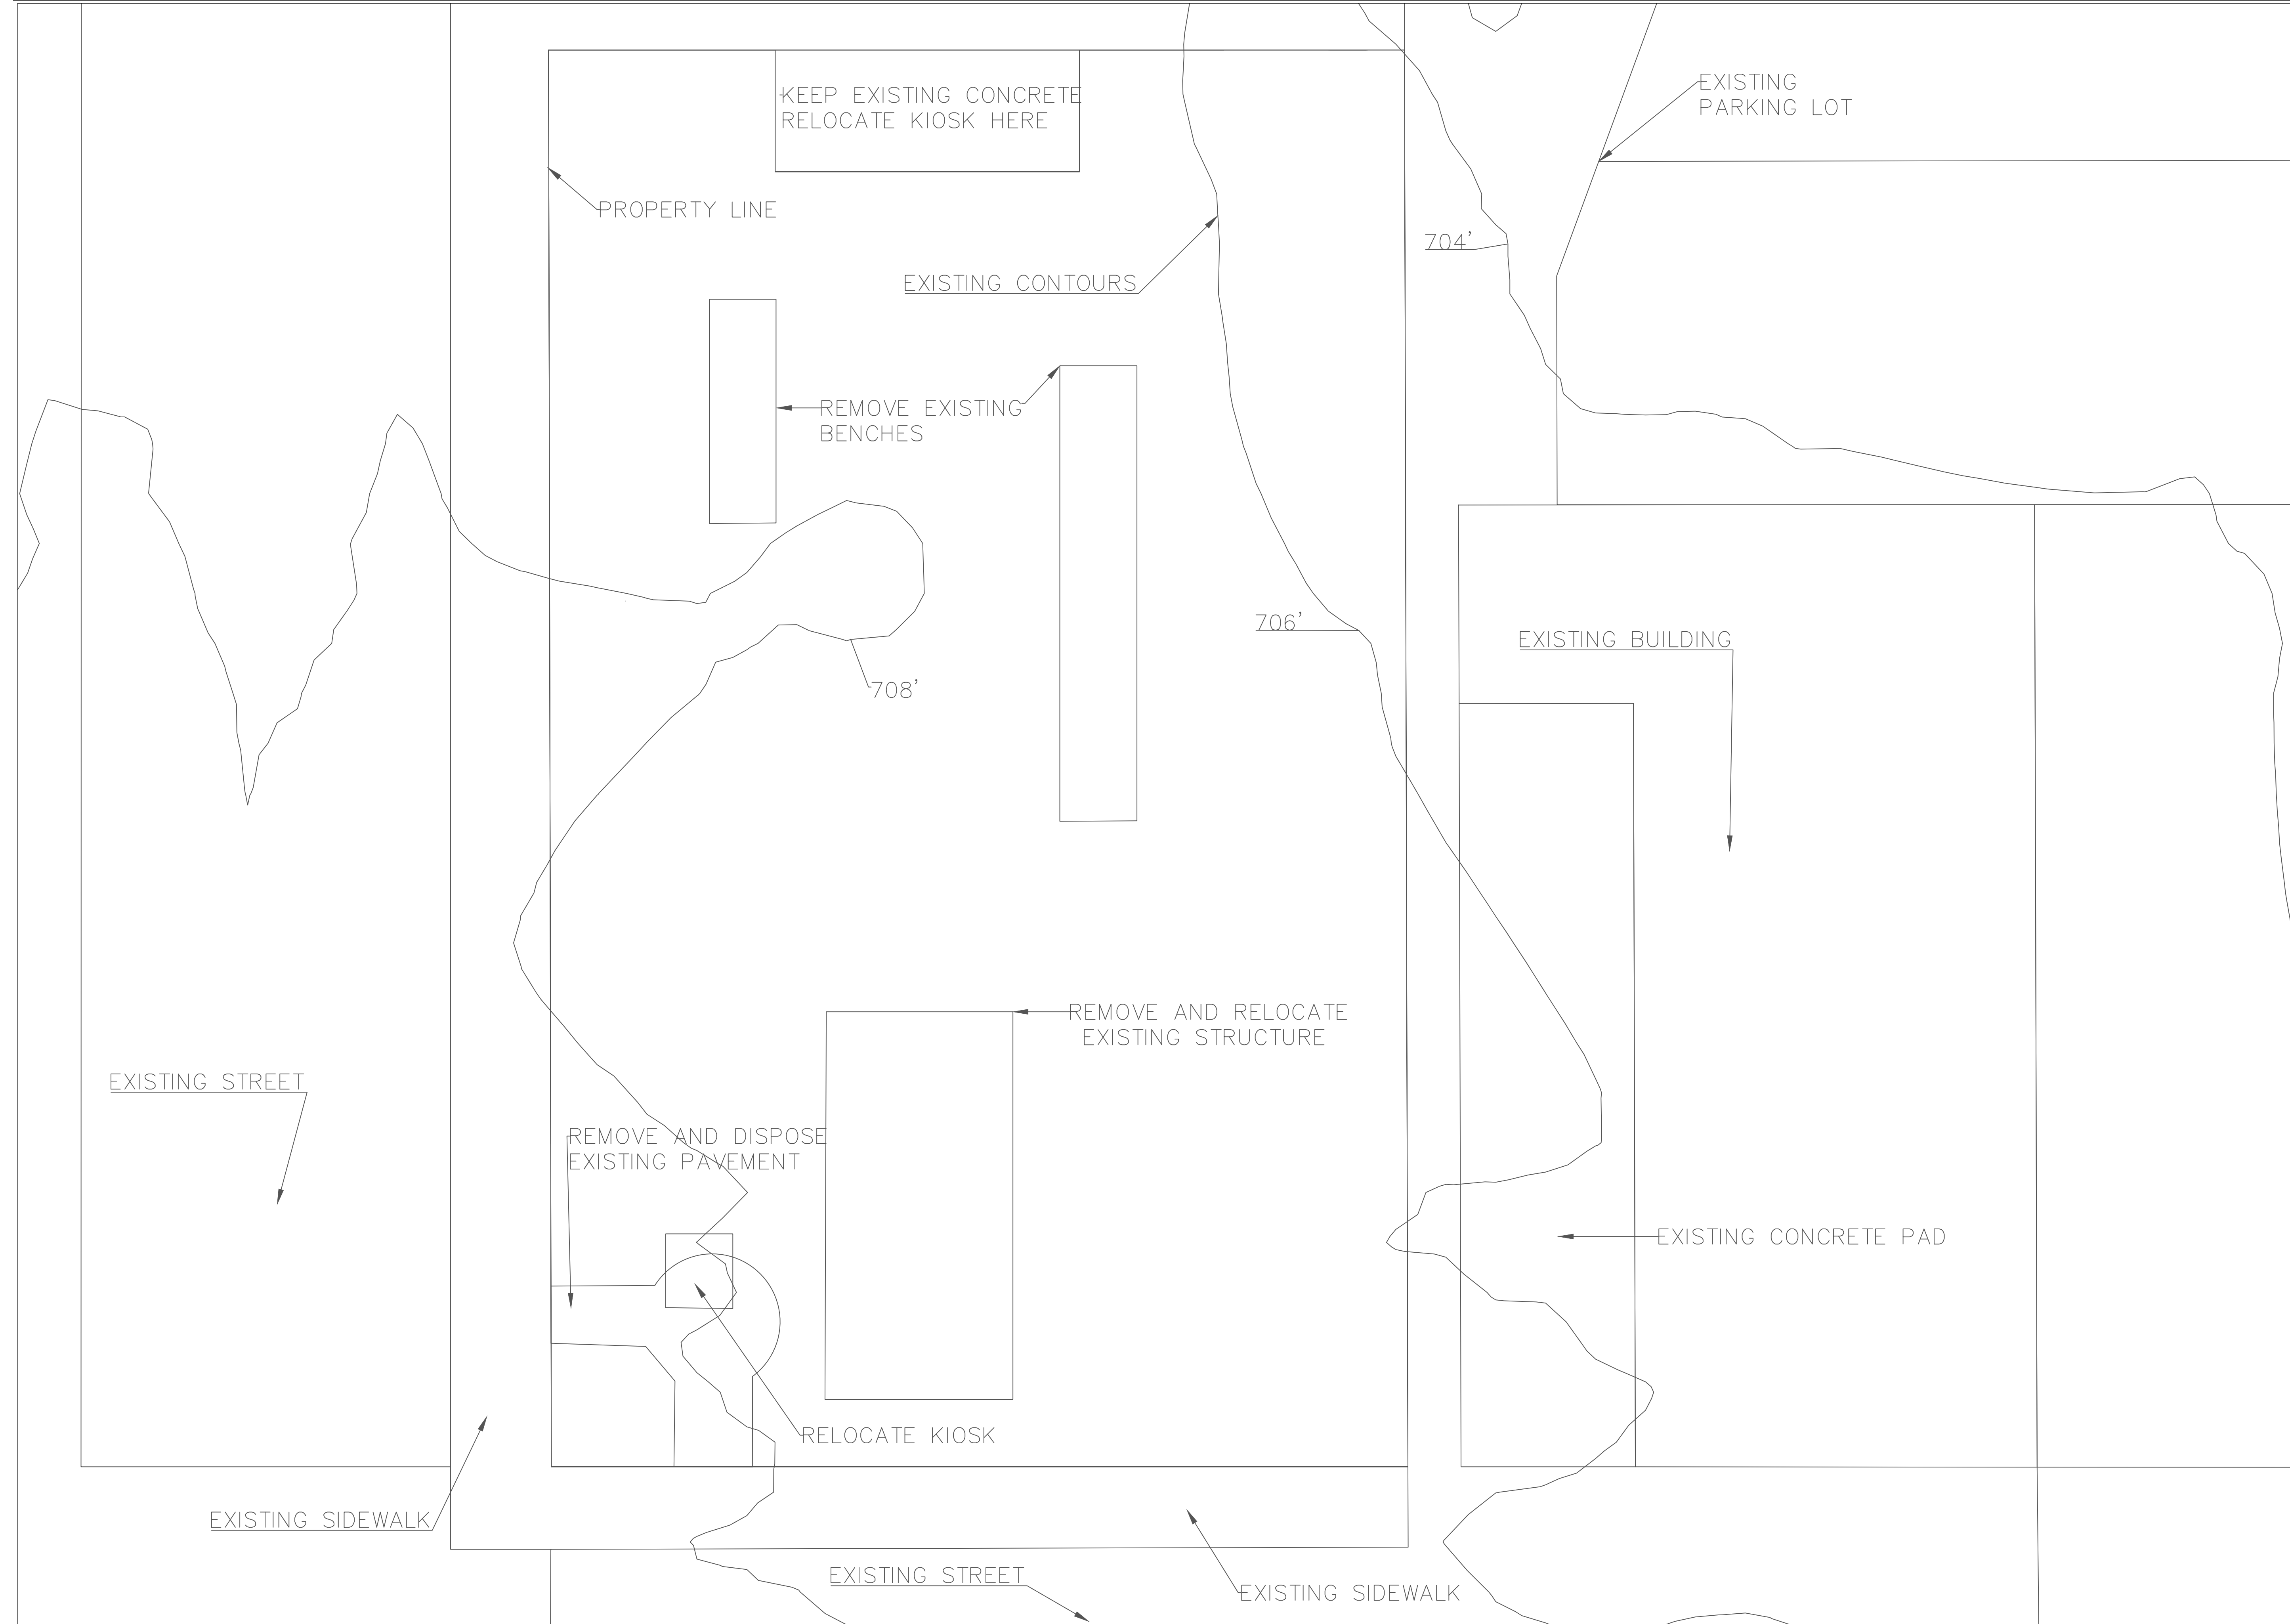 KEEP EXISTING CONCRETE
RELOCATE KIOSK HERE
EXISTING
PARKING LOT
PROPERTY LINE
704'
EXISTING CONTOURS
REMOVE EXISTING
BENCHES
706'
EXISTING BUILDING
708'
REMOVE AND RELOCATE
EXISTING STRUCTURE
EXISTING STREET
REMOVE AND DISPOSE
EXISTING PAVEMENT
EXISTING CONCRETE PAD
RELOCATE KIOSK
EXISTING SIDEWALK
EXISTING STREET
EXISTING SIDEWALK